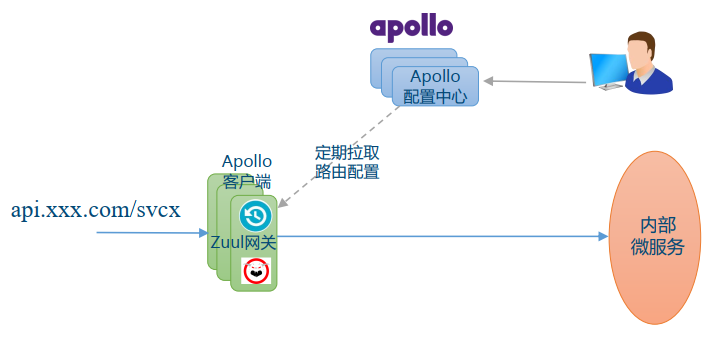 apollo
Apollo
配置中心
定期拉取
路由配置
Apollo
客户端
api.xxx.com/svcx
Zuul网关
内部
微服务